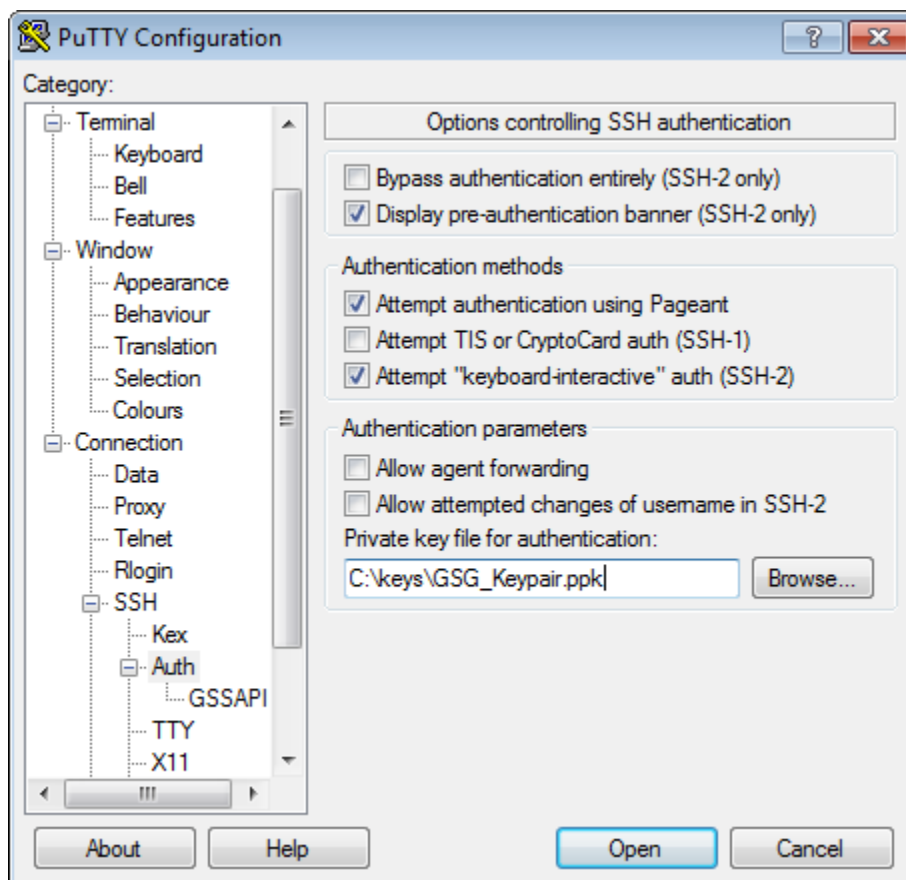 PuTTY Configuration
Category:
Terminal
Keyboard
Bell
Features
Window
Appearance
Behaviour
Translation
Selection
Colours
Connection
Data
Proxy
Telnet
Rlogin
SSH
Kex
Auth
GSSAPI
TTY
X11
Options controlling SSH authentication
Bypass authentication entirely (SSH-2 only)
Display pre-authentication banner (SSH-2 only)
Authentication methods
Attempt authentication using Pageant
Attempt TIS or CryptoCard auth (SSH-1)
Attempt "keyboard-interactive" auth (SSH-2)
Authentication parameters
Allow agent forwarding
Allow attempted changes of username in SSH-2
Private key file for authentication:
C:\keys\GSG_Keypair.ppk
Browse...
About
Help
Open
Cancel